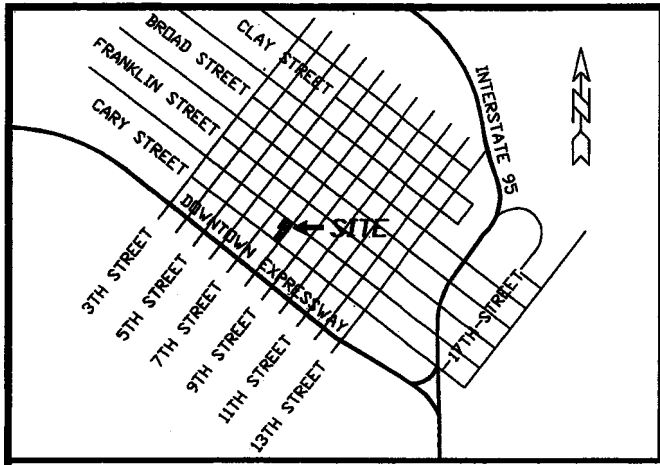 CLAY STREET
BROAD STREET
FRANKLIN STREET
CARY STREET
INTERSTATE 95
N
SITE
DOWNTOWN EXPRESSWAY
3TH STREET
5TH STREET
7TH STREET
9TH STREET
11TH STREET
13TH STREET
17TH STREET